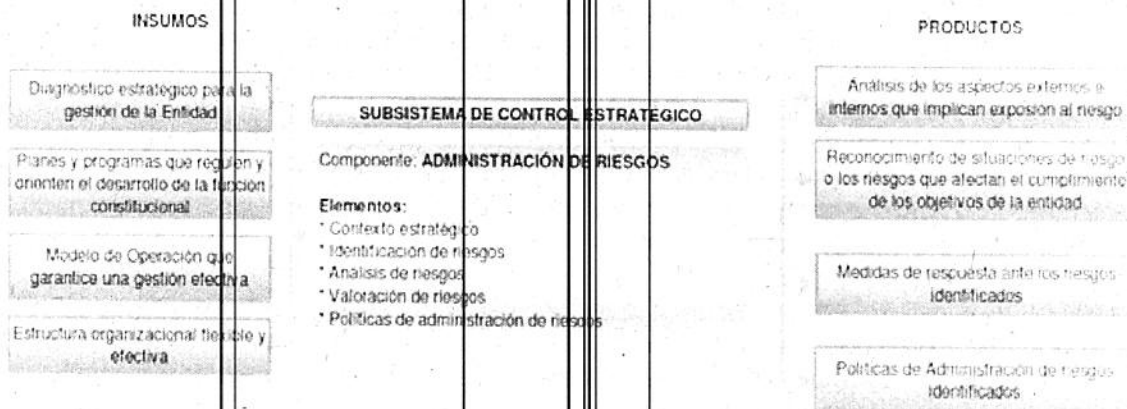 INSUMOS
Diagnostico estrategico para la
gestión de la Entidad
Planes y programas que regulen y
orienten el desarrollo de la función
constitucional
Modelo de Operación que
garantice una gestión efectiva
Estructura organizacional flexible y
efectiva
SUBSISTEMA DE CONTROL ESTRATEGICO
Componente: ADMINISTRACIÓN DE RIESGOS
Elementos:
* Contexto estratégico
* Identificación de riesgos
* Analisis de riesgos
* Valoración de riesgos
* Políticas de administración de riesgos
PRODUCTOS
Análisis de los aspectos externos e
internos que implican exposión al riesgo
Reconocimiento de situaciones de riesgo
o los riesgos que afectan el cumplimiento
de los objetivos de la entidad
Medidas de respuesta ante los riesgos
identificados
Políticas de Administración de riesgos
identificados